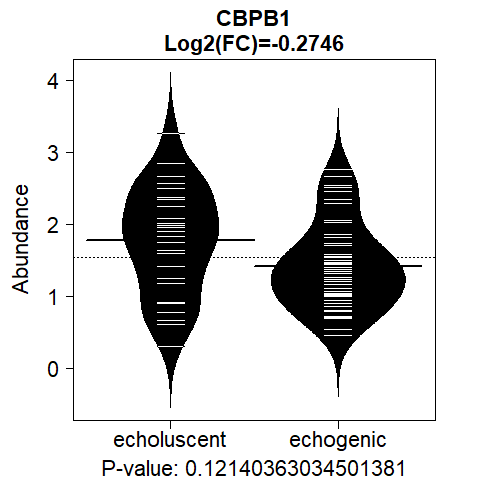 CBPB1
Log2(FC)=-0.2746
Abundance
4
3
2
1
0
echoluscent
echogenic
P-value: 0.12140363034501381